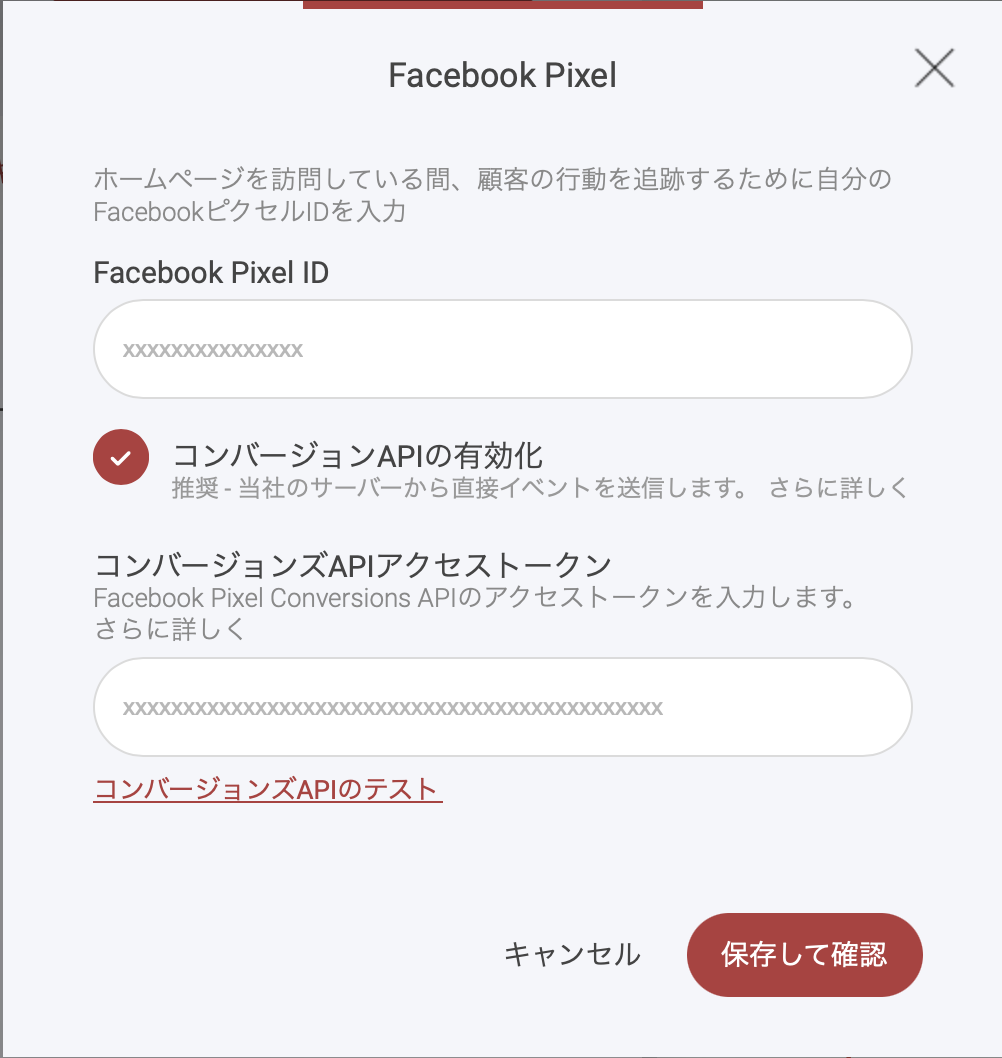 Facebook Pixel
ホームページを訪問している間、顧客の行動を追跡するために自分の
FacebookピクセルIDを入力
Facebook Pixel ID
xxxxxxxxxxxxxxx
コンバージョンAPIの有効化
推奨 - 当社のサーバーから直接イベントを送信します。 さらに詳しく
コンバージョンズAPIアクセストークン
Facebook Pixel Conversions APIのアクセストークンを入力します。
さらに詳しく
xxxxxxxxxxxxxxxxxxxxxxxxxxxxxxxxxxxxxxxxxxxxx
コンバージョンズAPIのテスト
キャンセル
保存して確認